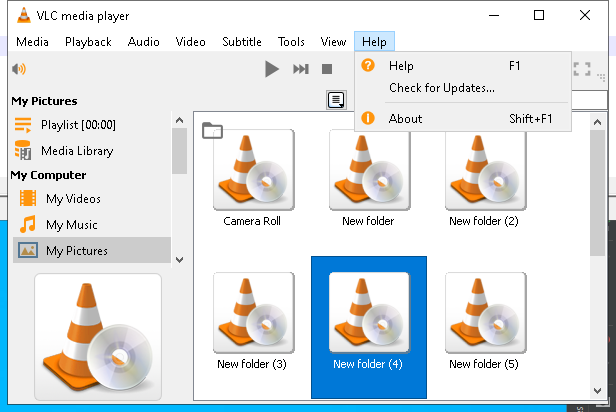 VLC media player
Media Playback Audio Video Subtitle Tools View Help
Help F1
Check for Updates...
About Shift+F1
My Pictures
Playlist [00:00]
Media Library
My Computer
My Videos
My Music
My Pictures
Camera Roll New folder New folder (2)
New folder (3) New folder (4) New folder (5)